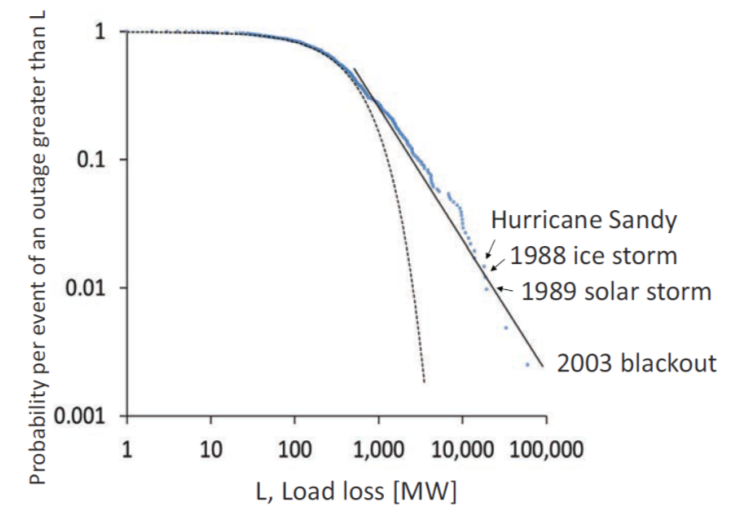 Probability per event of an outage greater than L
1
0.1
0.01
0.001
Hurricane Sandy
1988 ice storm
1989 solar storm
2003 blackout
1 10 100 1,000 10,000 100,000
L, Load loss [MW]